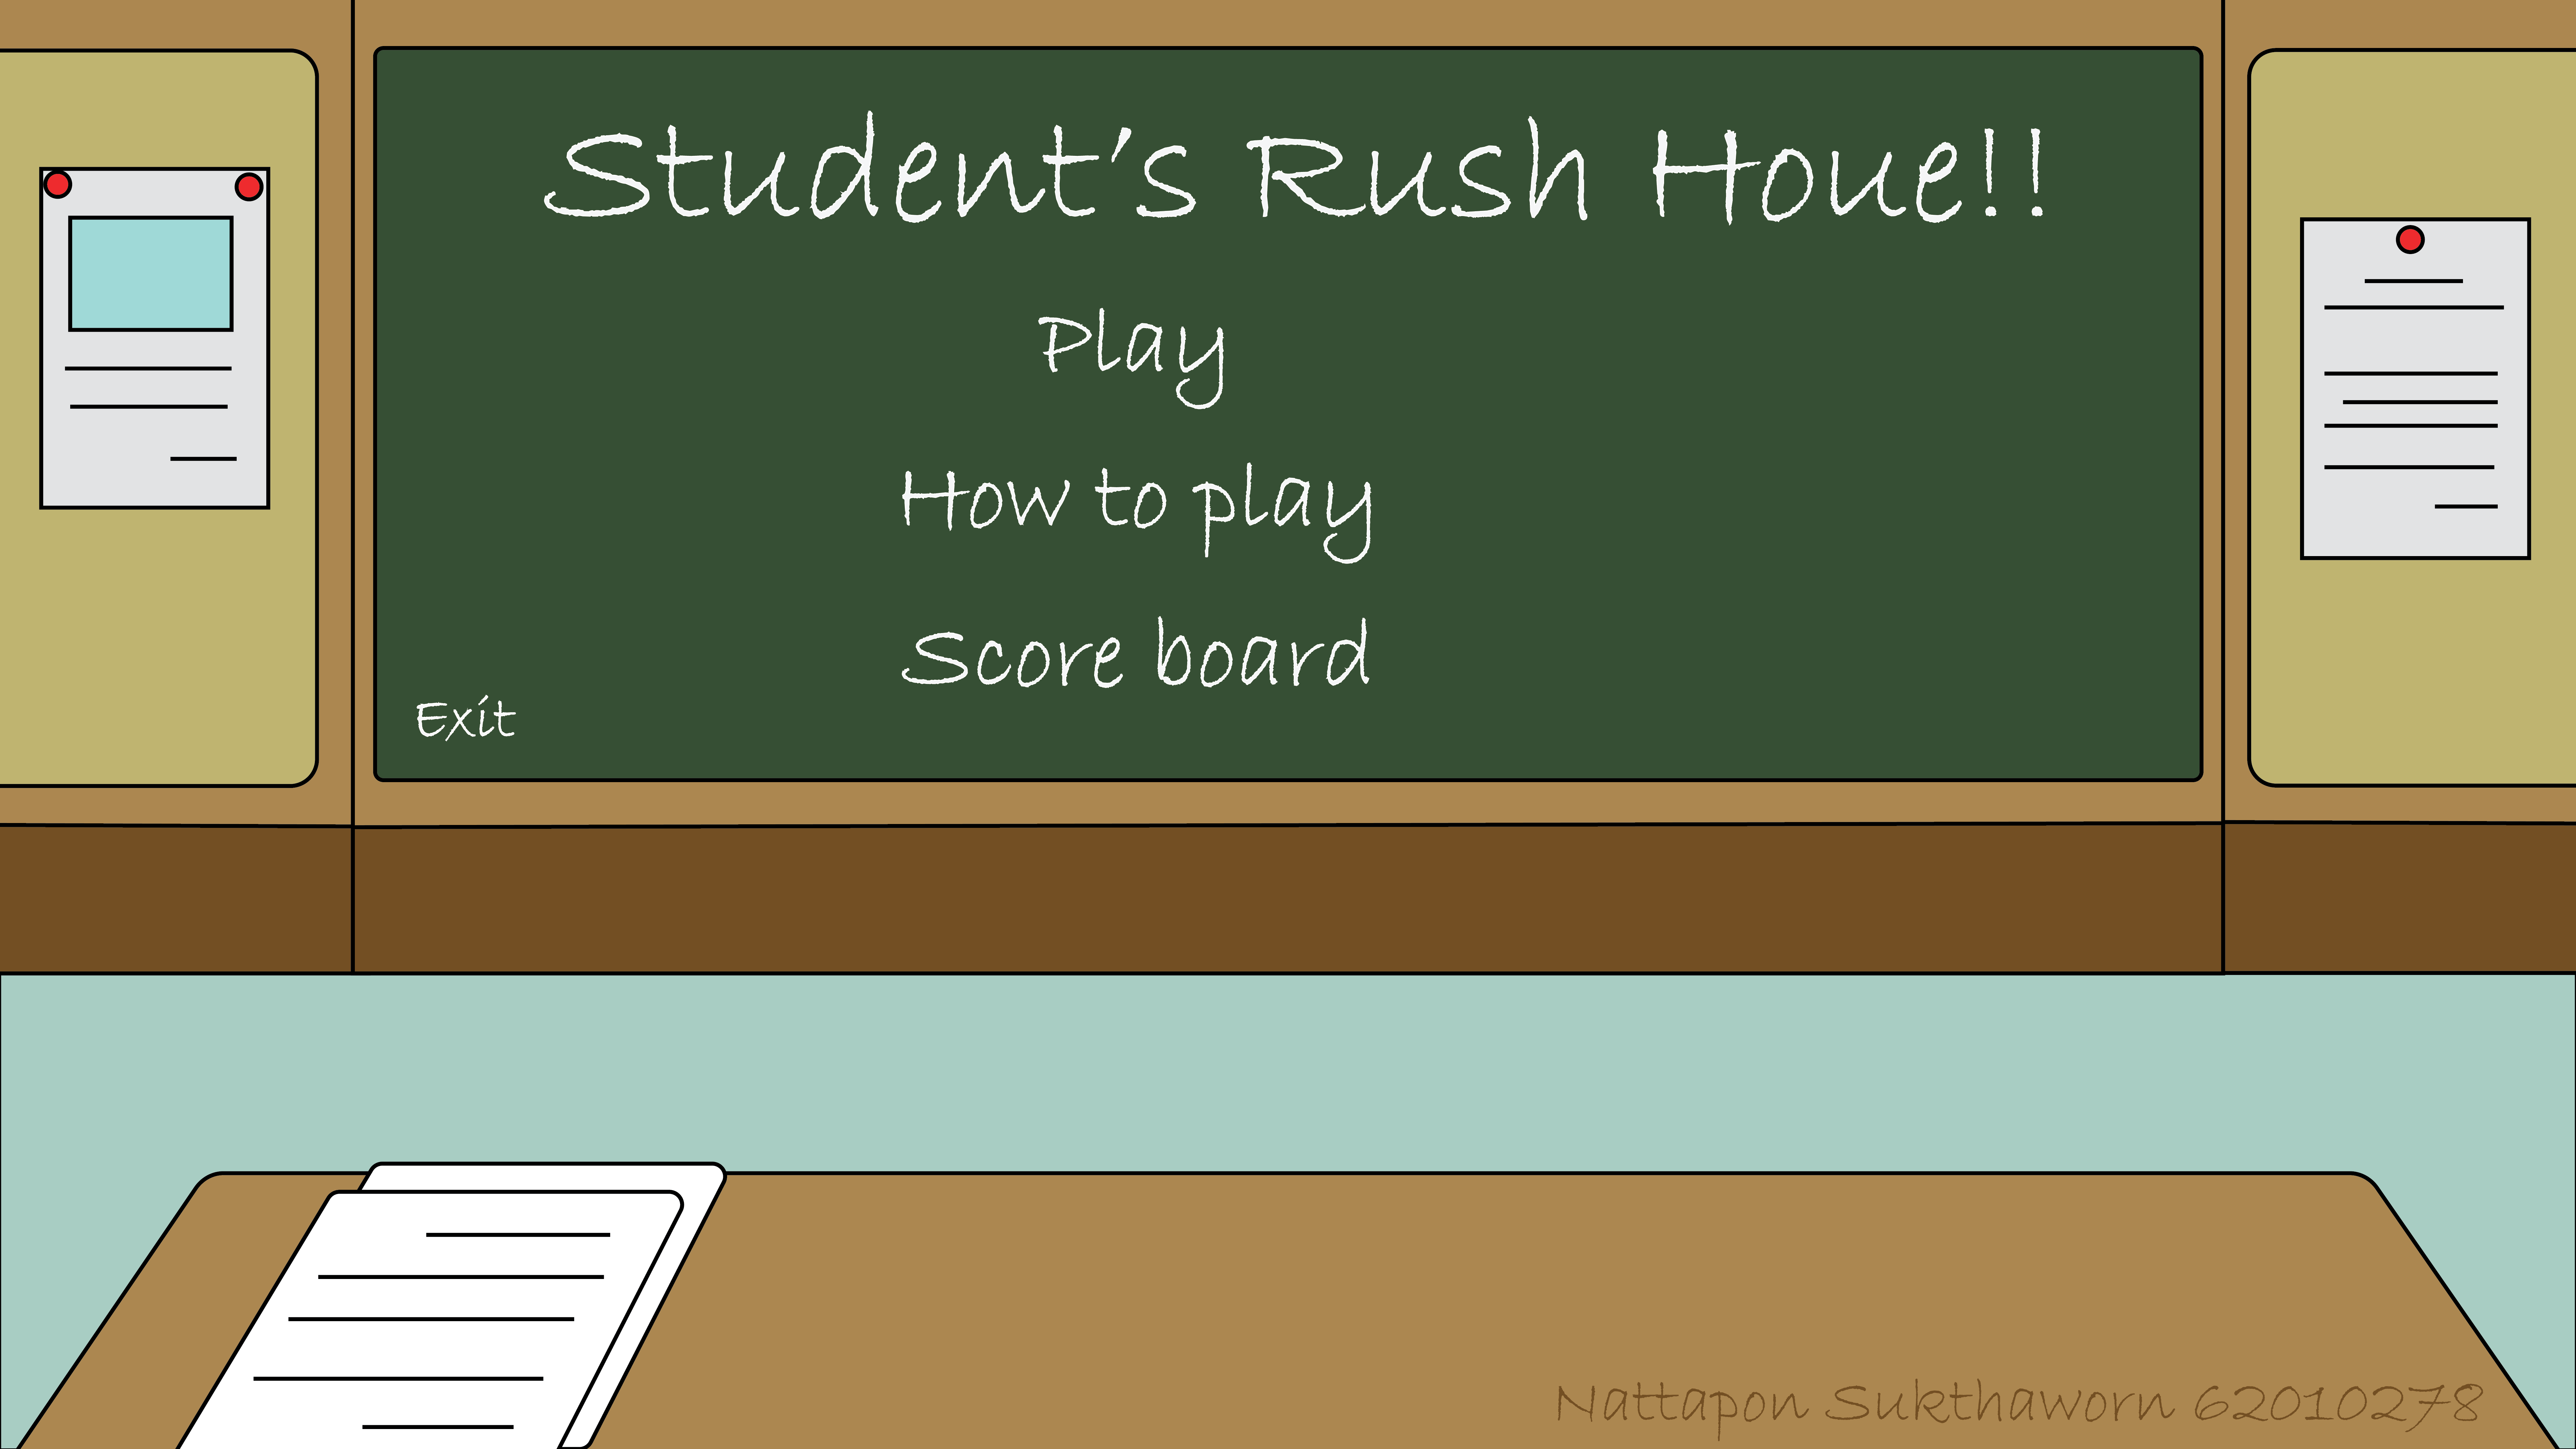 Student's Rush Houe!!
Play
How to play
Score board
Exit
Nattapon Sukthaworn 62010278